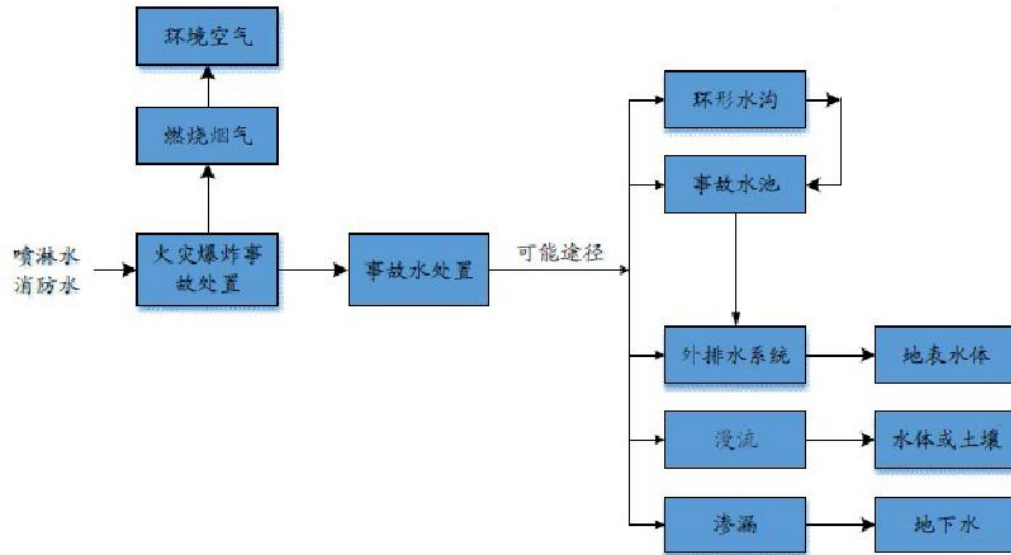 环境空气
燃烧烟气
喷淋水
消防水
火灾爆炸事
故处置
事故水处置
可能途径
环形水沟
事故水池
外排水系统
地表水体
漫流
水体或土壤
渗漏
地下水